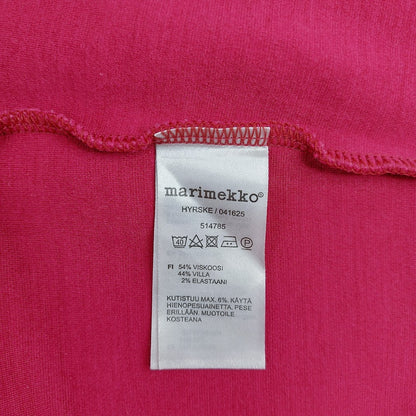 marimekko®
HYRSKE / 041625
514785
40 P
FI 54% VISKOOSI
44% VILLA
2% ELASTAANI
KUTISTUU MAX. 6%. KÄYTÄ
HIENOPESUAINETTA, PESE
ERILLÄÄN. MUOTOILE
KOSTEANA